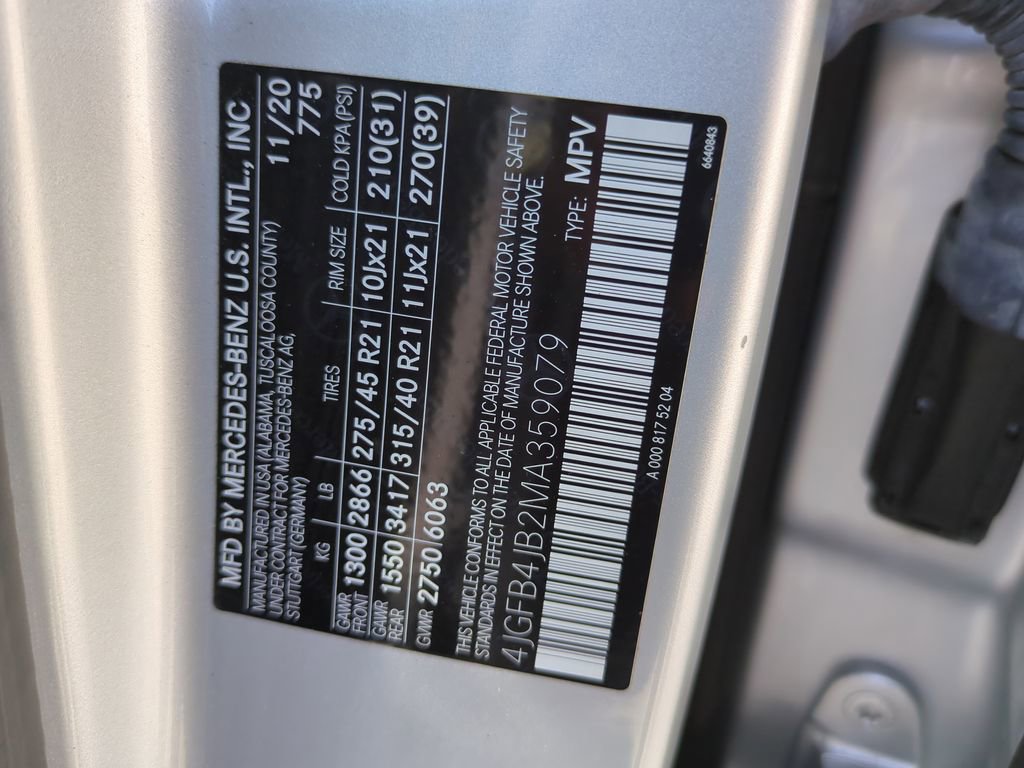 MFD BY MERCEDES-BENZ U.S. INTL., INC
MANUFACTURED IN USA (ALABAMA, TUSCALOOSA COUNTY) 11/20
UNDER CONTRACT FOR MERCEDES-BENZ AG, 775
STUTTGART (GERMANY)
KG LB TIRES RIM SIZE COLD KPA (PSI)
GAWR FRONT 1300 2866 275/45 R21 10Jx21 210(31)
GAWR REAR 1550 3417 315/40 R21 11Jx21 270(39)
GVWR 2750/6063
THIS VEHICLE CONFORMS TO ALL APPLICABLE FEDERAL MOTOR VEHICLE SAFETY
STANDARDS IN EFFECT ON THE DATE OF MANUFACTURE SHOWN ABOVE.
4JGFB4JB2MA359079 TYPE: MPV
A 000 817 52 04
6640843